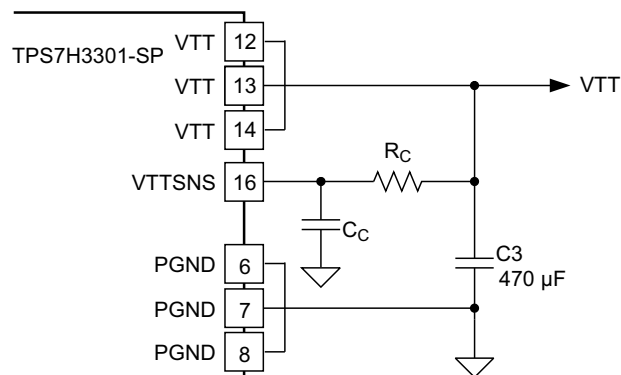 TPS7H3301-SP
VTT 12
VTT 13
VTT
VTT 14
VTTSNS 16
RC
CC
PGND 6
C3
470 µF
PGND 7
PGND 8